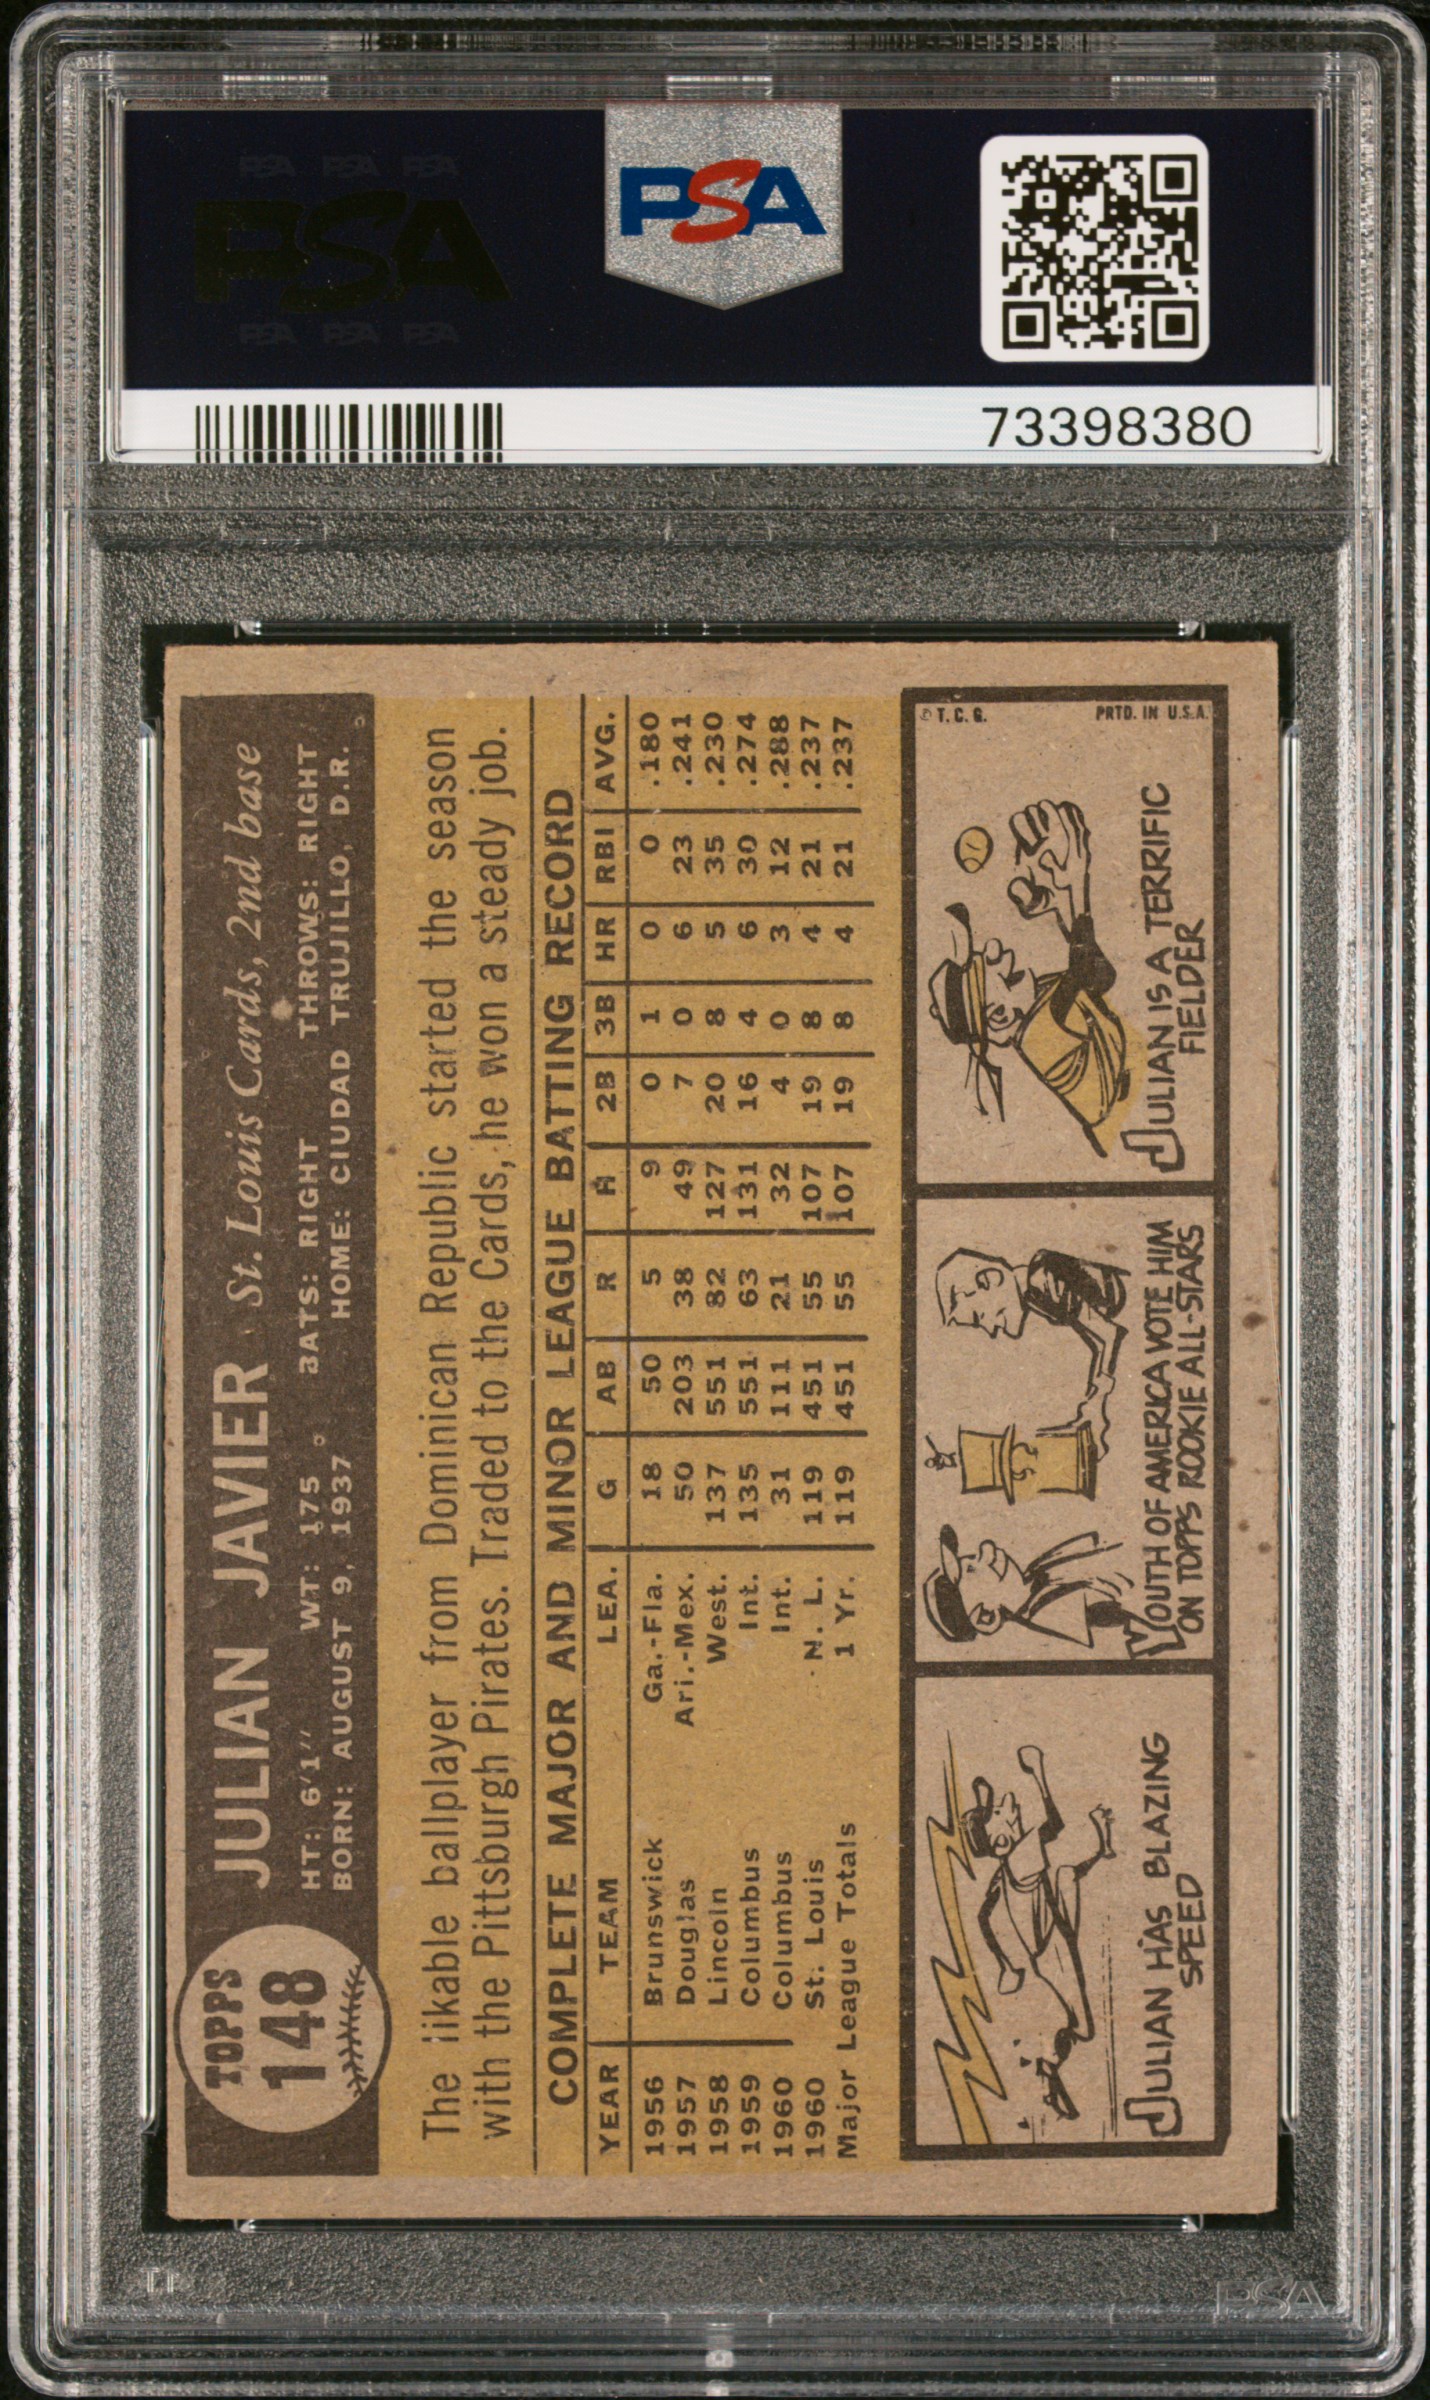 PSA PSA PSA
PSA
PSA PSA PSA
PSA
73398380
TOPPS
148
JULIAN JAVIER St. Louis Cards, 2nd base
HT: 6'1" WT: 175 BATS: RIGHT THROWS: RIGHT
BORN: AUGUST 9, 1937 HOME: CIUDAD TRUJILLO, D.R.
The likable ballplayer from Dominican Republic started the season
with the Pittsburgh Pirates. Traded to the Cards, he won a steady job.
COMPLETE MAJOR AND MINOR LEAGUE BATTING RECORD
YEAR TEAM LEA. G AB R H 2B 3B HR RBI AVG.
1956 Brunswick Ga.-Fla. 18 50 5 9 0 1 0 0 .180
1957 Douglas Ari.-Mex. 50 203 38 49 7 0 6 23 .241
1958 Lincoln West. 137 551 82 127 20 8 5 35 .230
1959 Columbus Int. 135 551 63 131 16 4 6 30 .274
1960 Columbus Int. 31 111 21 32 4 0 3 12 .288
1960 St. Louis N. L. 119 451 55 107 19 8 4 21 .237
Major League Totals 1 Yr. 119 451 55 107 19 8 4 21 .237
JULIAN HAS BLAZING
SPEED
YOUTH OF AMERICA VOTE HIM
ON TOPPS ROOKIE ALL-STARS
JULIAN IS A TERRIFIC
FIELDER
© T. C. G.
PRTD. IN U.S.A.
PSA